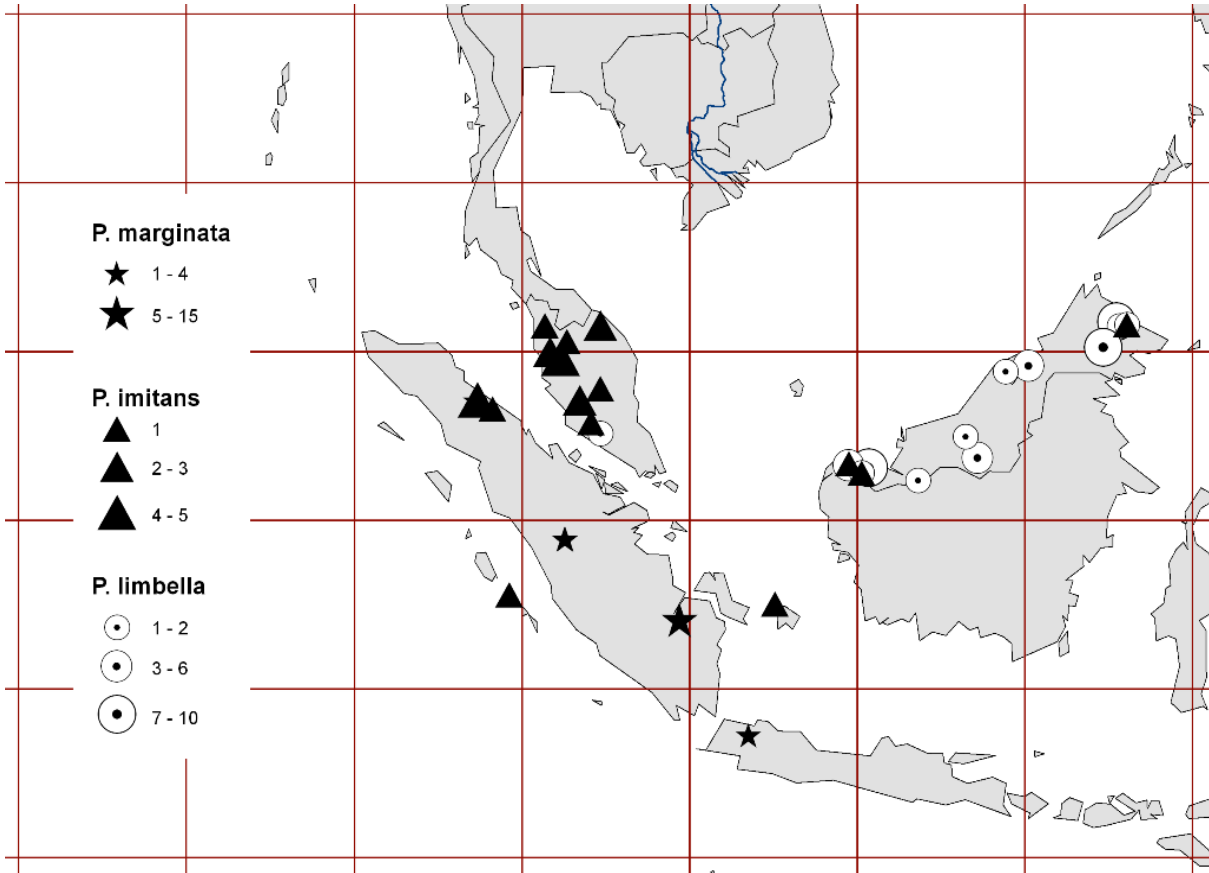 P. marginata
1 - 4
5 - 15
P. imitans
1
2 - 3
4 - 5
P. limbella
1 - 2
3 - 6
7 - 10